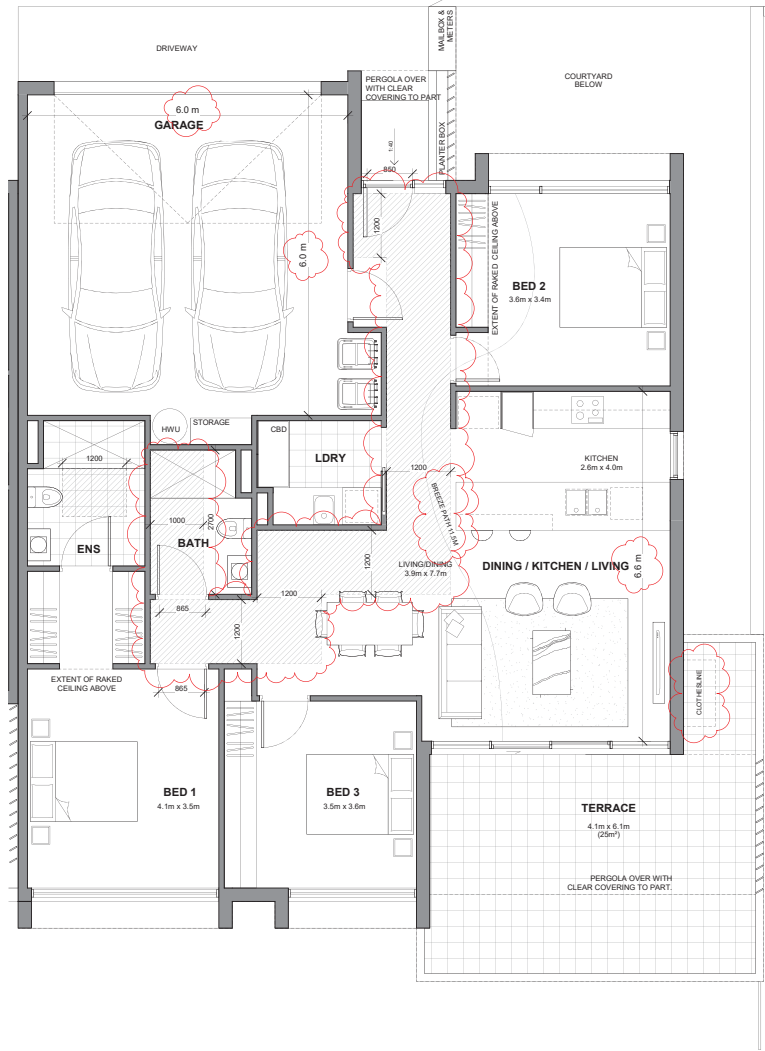 DRIVEWAY
MAILBOX &
METERS
PERGOLA OVER
WITH CLEAR
COVERING TO PART
COURTYARD
BELOW
6.0 m
GARAGE
1:40
PLANTER BOX
850
1200
6.0 m
EXTENT OF RAKED CEILING ABOVE
BED 2
3.6m x 3.4m
HWU
STORAGE
CBD
LDRY
KITCHEN
2.6m x 4.0m
1200
1200
BREEZE PATH 11.5M
1000
2700
BATH
ENS
1200
LIVING/DINING
3.9m x 7.7m
DINING / KITCHEN / LIVING
6.6 m
865
1200
1200
EXTENT OF RAKED
CEILING ABOVE
865
CLOTHESLINE
BED 1
4.1m x 3.5m
BED 3
3.5m x 3.6m
TERRACE
4.1m x 6.1m
(25m²)
PERGOLA OVER WITH
CLEAR COVERING TO PART.